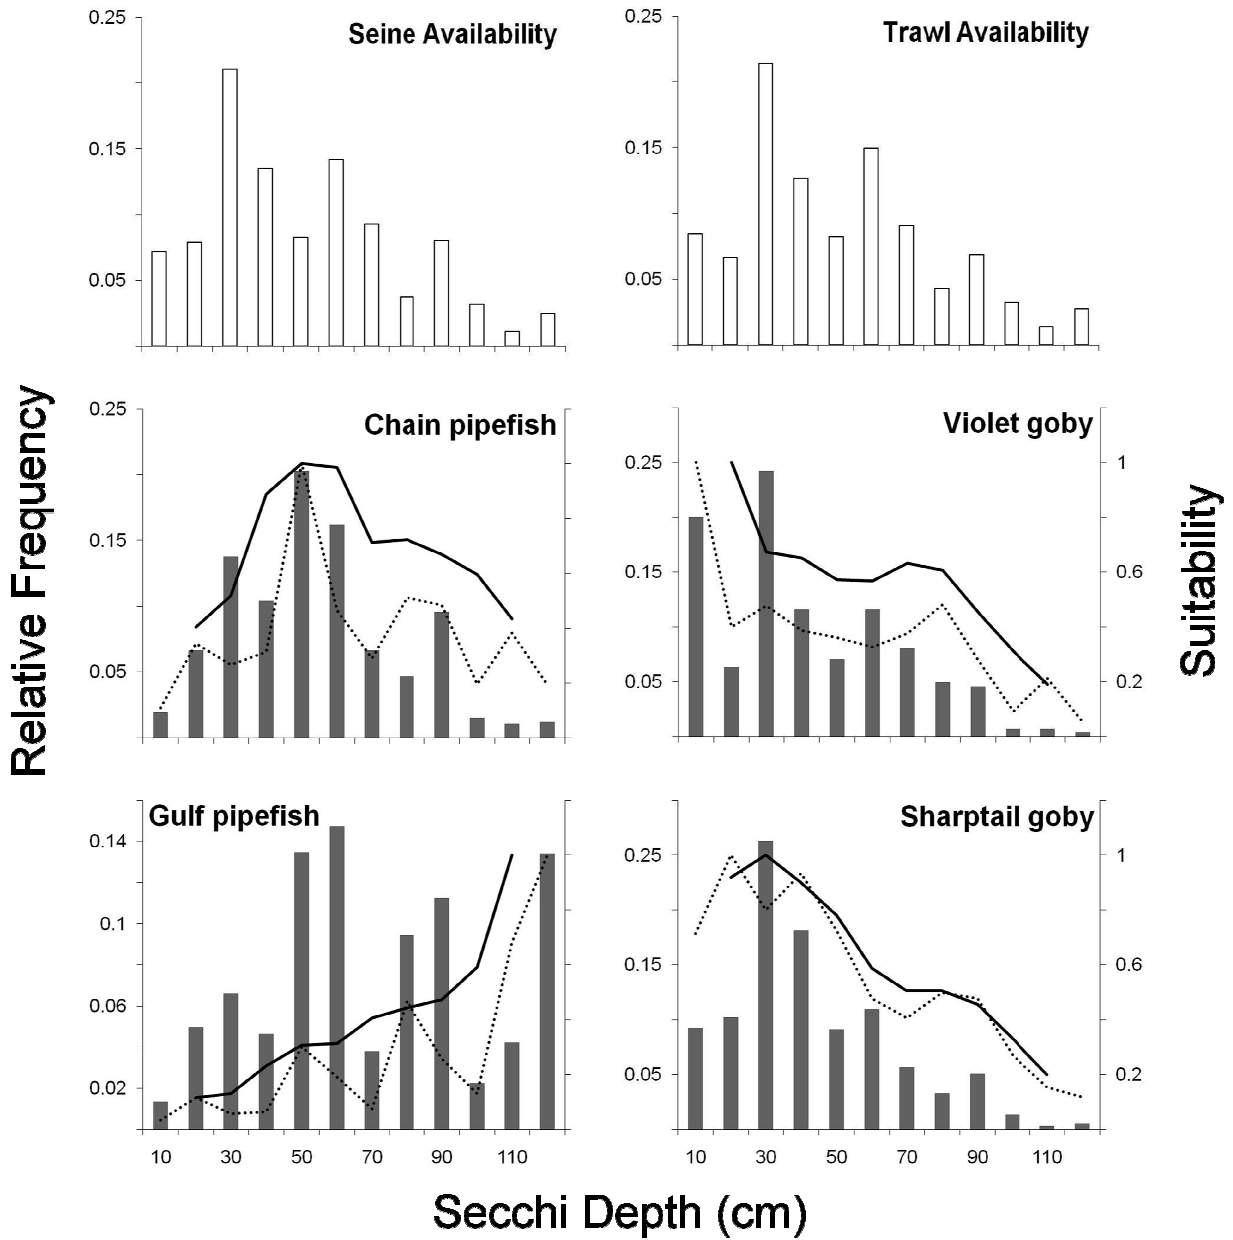 0.25
0.15
0.05
Seine Availability
0.25
0.15
0.05
Trawl Availability
Relative Frequency
0.25
0.15
0.05
Chain pipefish
0.25
0.15
0.05
Violet goby
1
0.6
0.2
Suitability
0.14
0.1
0.06
0.02
Gulf pipefish
10 30 50 70 90 110
0.25
0.15
0.05
Sharptail goby
1
0.6
0.2
10 30 50 70 90 110
Secchi Depth (cm)